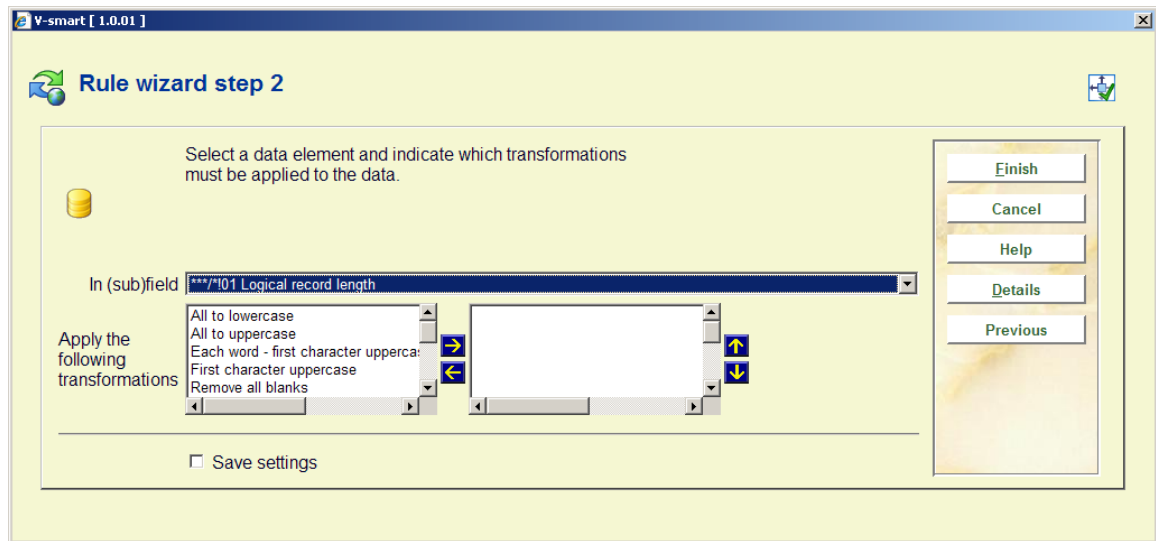 V-smart [ 1.0.01 ]
Rule wizard step 2
Select a data element and indicate which transformations
must be applied to the data.
In (sub)field
***/*!01 Logical record length
Apply the
following
transformations
All to lowercase
All to uppercase
Each word - first character upperca
First character uppercase
Remove all blanks
Save settings
Finish
Cancel
Help
Details
Previous